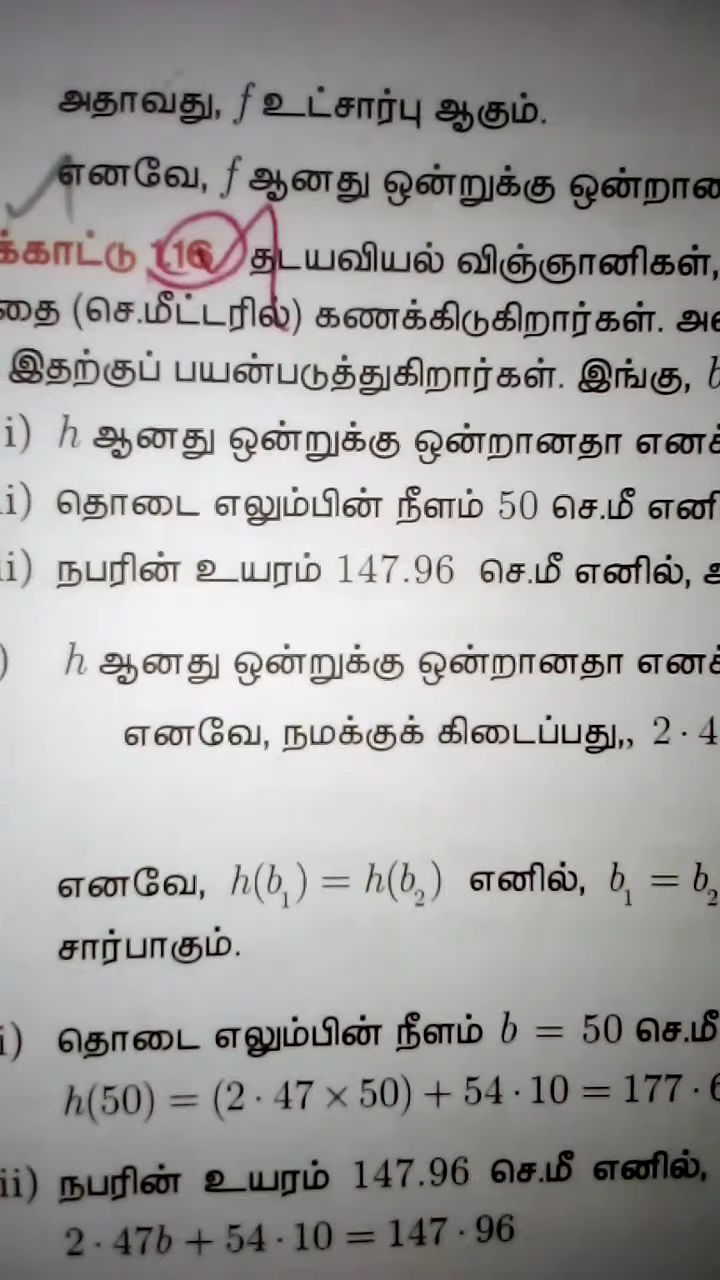 அதாவது, f உட்சார்பு ஆகும்.
எனவே, f ஆனது ஒன்றுக்கு ஒன்றான
க்காட்டு 1.16 தடயவியல் விஞ்ஞானிகள்,
தை (செ.மீட்டரில்) கணக்கிடுகிறார்கள்.
இதற்குப் பயன்படுத்துகிறார்கள். இங்கு, b
i) h ஆனது ஒன்றுக்கு ஒன்றானதா
i) தொடை எலும்பின் நீளம் 50 செ.மீ
ii) நபரின் உயரம் 147.96 செ.மீ எனில்,
) h ஆனது ஒன்றுக்கு ஒன்றானதா
எனவே, நமக்குக் கிடைப்பது,, 2·4
எனவே, h(b₁) = h(b₂) எனில், b₁ = b₂
சார்பாகும்.
i) தொடை எலும்பின் நீளம் b = 50 செ.மீ
h(50) = (2·47 × 50) + 54·10 = 177·6
ii) நபரின் உயரம் 147.96 செ.மீ எனில்,
2·47b + 54·10 = 147·96